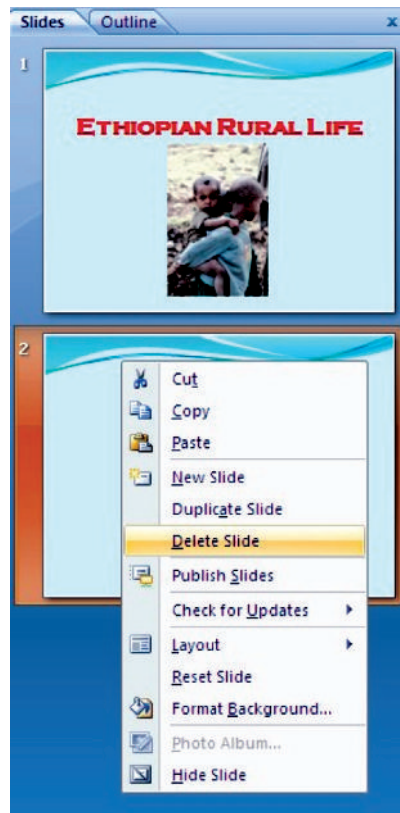 Slides Outline x
1
ETHIOPIAN RURAL LIFE
2
Cut
Copy
Paste
New Slide
Duplicate Slide
Delete Slide
Publish Slides
Check for Updates
Layout
Reset Slide
Format Background...
Photo Album...
Hide Slide